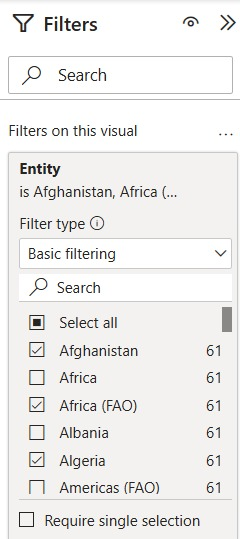 Filters
Search
Filters on this visual
...
Entity
is Afghanistan, Africa (...
Filter type
Basic filtering
Search
Select all
Afghanistan 61
Africa 61
Africa (FAO) 61
Albania 61
Algeria 61
Americas (FAO) 61
Require single selection